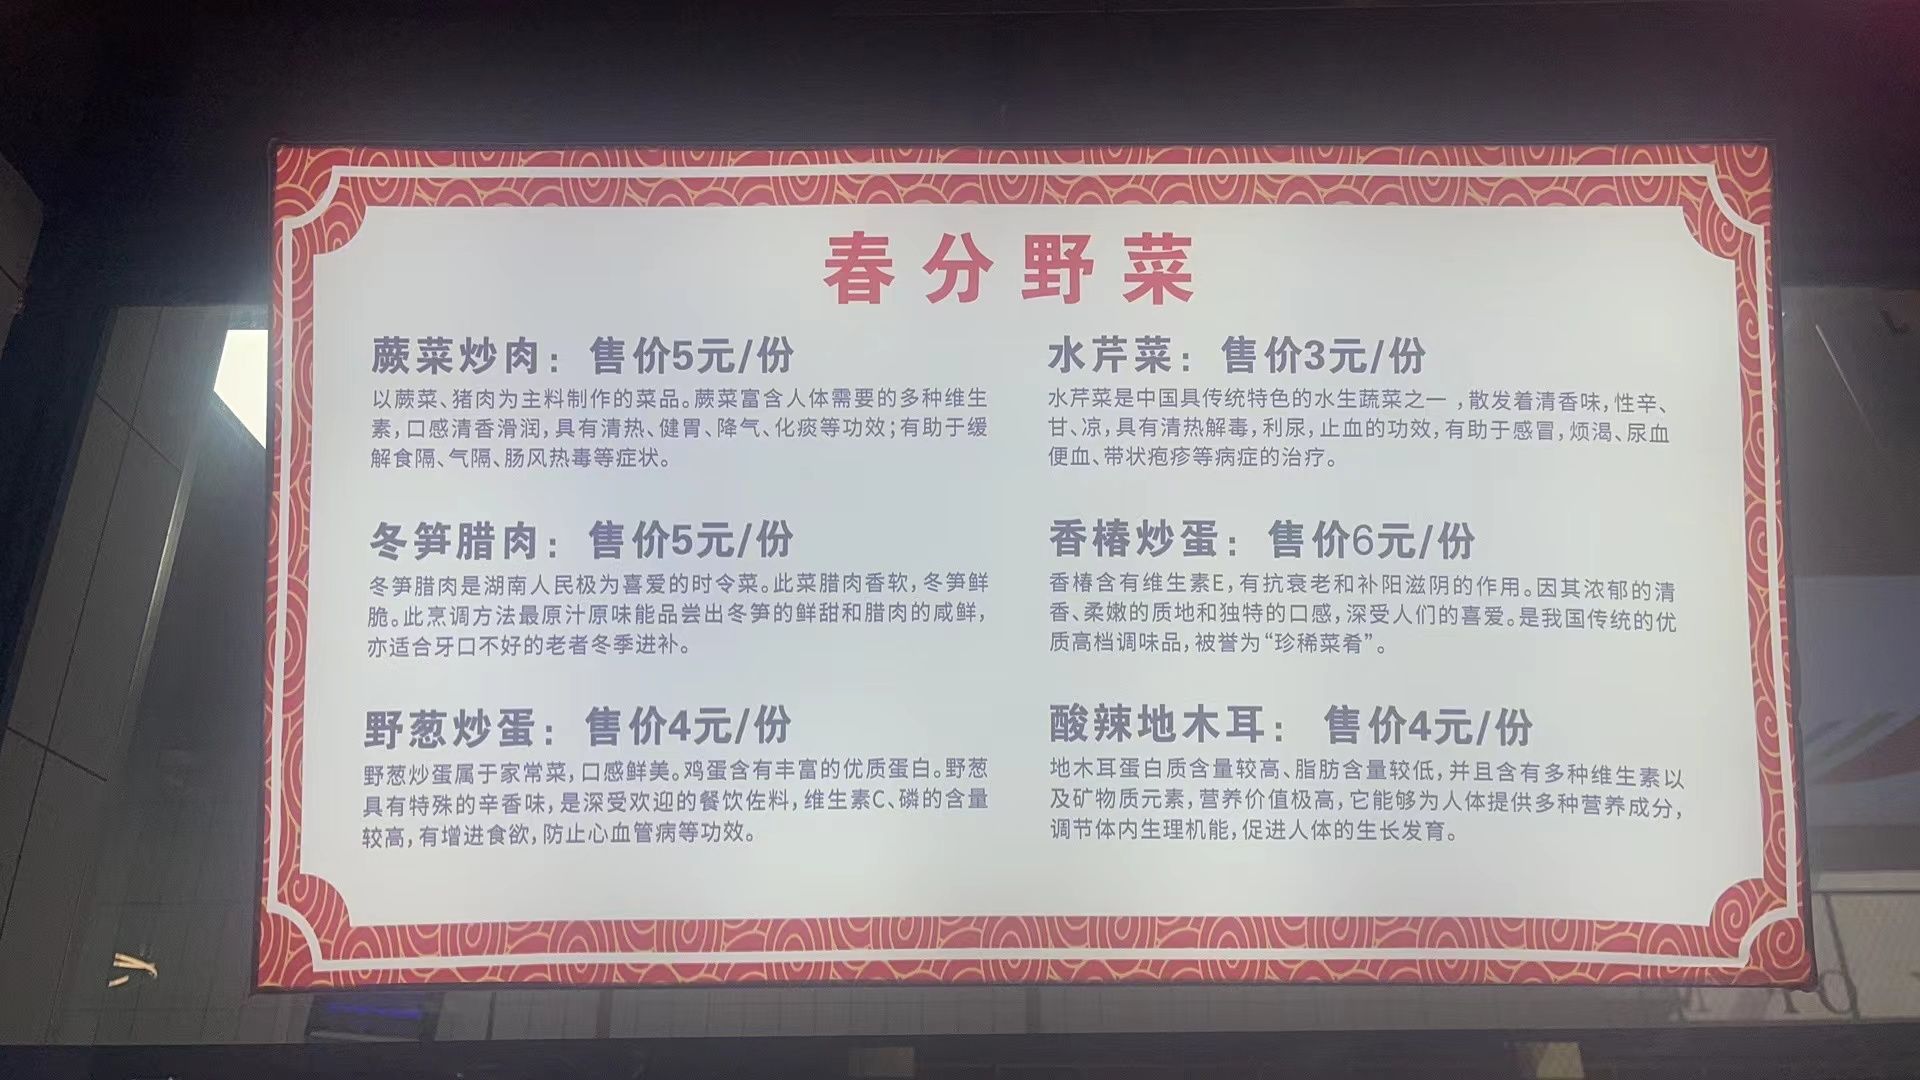 春分野菜
蕨菜炒肉：售价5元/份
以蕨菜、猪肉为主料制作的菜品。蕨菜富含人体需要的多种维生
素，口感清香滑润，具有清热、健胃、降气、化痰等功效；有助于缓
解食隔、气隔、肠风热毒等症状。
冬笋腊肉：售价5元/份
冬笋腊肉是湖南人民极为喜爱的时令菜。此菜腊肉香软，冬笋鲜
脆。此烹调方法最原汁原味能品尝出冬笋的鲜甜和腊肉的咸鲜，
亦适合牙口不好的老者冬季进补。
野葱炒蛋：售价4元/份
野葱炒蛋属于家常菜，口感鲜美。鸡蛋含有丰富的优质蛋白。野葱
具有特殊的辛香味，是深受欢迎的餐饮佐料，维生素C、磷的含量
较高，有增进食欲，防止心血管病等功效。
水芹菜：售价3元/份
水芹菜是中国具传统特色的水生蔬菜之一，散发着清香味，性辛、
甘、凉，具有清热解毒，利尿，止血的功效，有助于感冒，烦渴、尿血
便血、带状疱疹等病症的治疗。
香椿炒蛋：售价6元/份
香椿含有维生素E，有抗衰老和补阳滋阴的作用。因其浓郁的清
香、柔嫩的质地和独特的口感，深受人们的喜爱。是我国传统的优
质高档调味品，被誉为“珍稀菜肴”。
酸辣地木耳：售价4元/份
地木耳蛋白质含量较高、脂肪含量较低，并且含有多种维生素以
及矿物质元素，营养价值极高，它能够为人体提供多种营养成分，
调节体内生理机能，促进人体的生长发育。